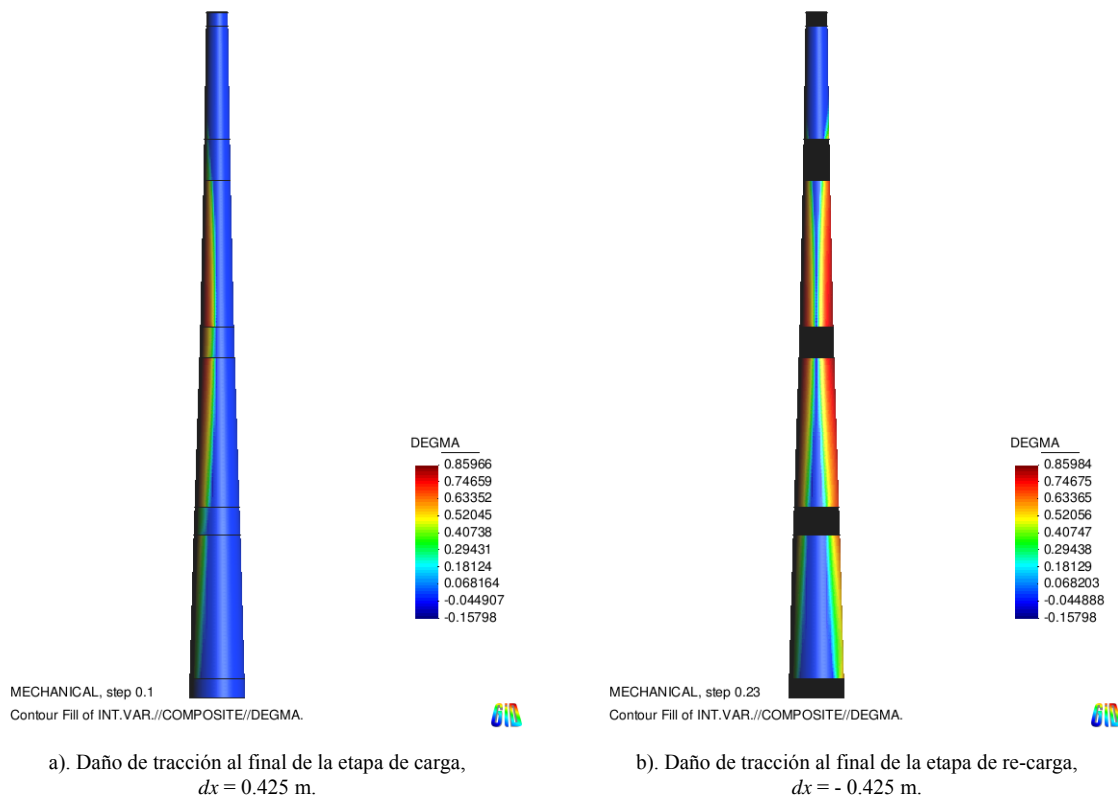 DEGMA
0.85966
0.74659
0.63352
0.52045
0.40738
0.29431
0.18124
0.068164
-0.044907
-0.15798
MECHANICAL, step 0.1
Contour Fill of INT.VAR.//COMPOSITE//DEGMA.
GiD
a). Daño de tracción al final de la etapa de carga,
dx = 0.425 m.
DEGMA
0.85984
0.74675
0.63365
0.52056
0.40747
0.29438
0.18129
0.068203
-0.044888
-0.15798
MECHANICAL, step 0.23
Contour Fill of INT.VAR.//COMPOSITE//DEGMA.
GiD
b). Daño de tracción al final de la etapa de re-carga,
dx = - 0.425 m.